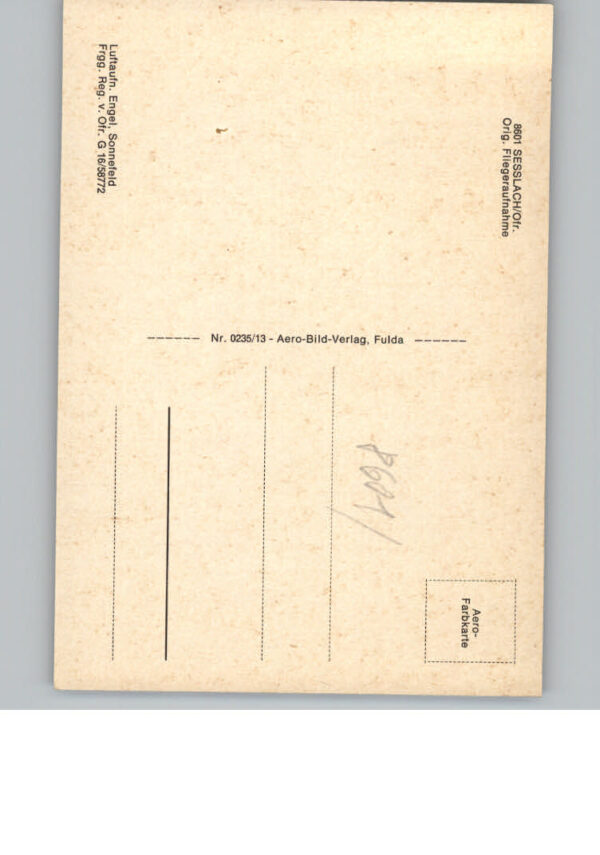 8601 SESSLACH/Ofr.
Orig. Fliegeraufnahme
Luftaufn. Engel, Sonnefeld
Frgg. Reg. v. Ofr. G 16/58772
Nr. 0235/13 - Aero-Bild-Verlag, Fulda
8601/
Aero-
Farbkarte